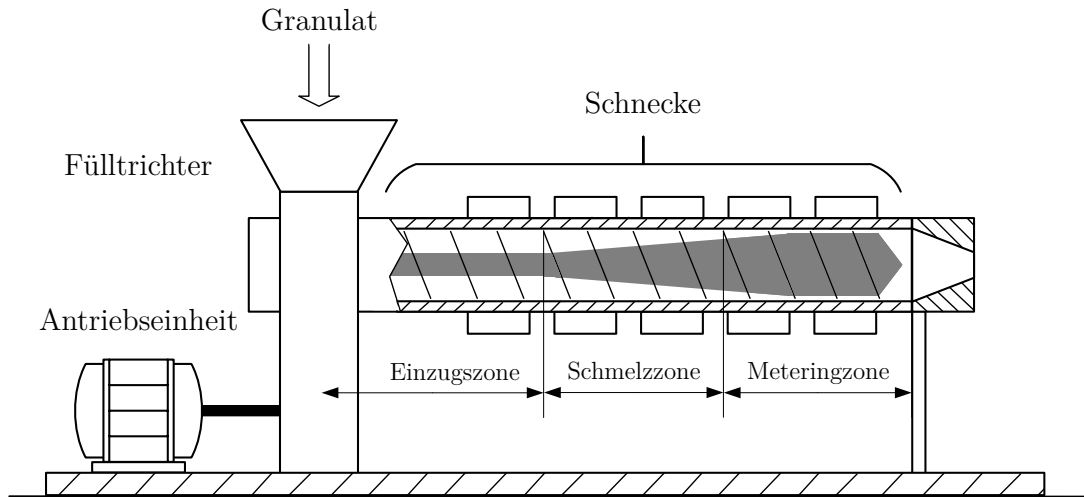 Granulat
Schnecke
Fülltrichter
Antriebseinheit
Einzugszone
Schmelzzone
Meteringzone